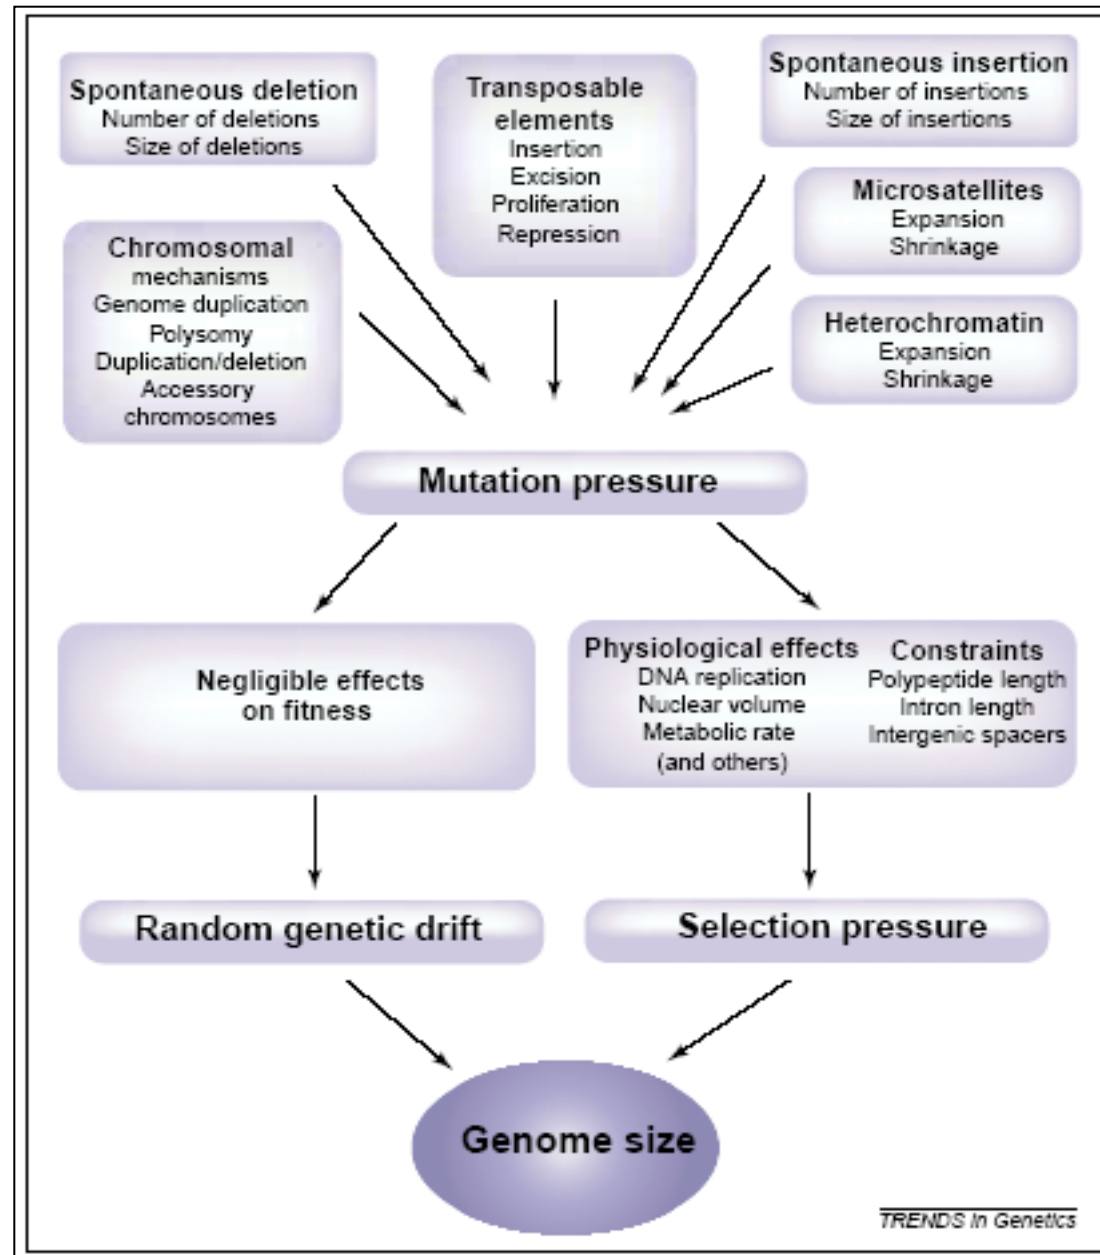 Spontaneous deletion
Number of deletions
Size of deletions
Transposable
elements
Insertion
Excision
Proliferation
Repression
Spontaneous insertion
Number of insertions
Size of insertions
Chromosomal
mechanisms
Genome duplication
Polysomy
Duplication/deletion
Accessory
chromosomes
Microsatellites
Expansion
Shrinkage
Heterochromatin
Expansion
Shrinkage
Mutation pressure
Negligible effects
on fitness
Physiological effects
DNA replication
Nuclear volume
Metabolic rate
(and others)
Constraints
Polypeptide length
Intron length
Intergenic spacers
Random genetic drift
Selection pressure
Genome size
TRENDS in Genetics